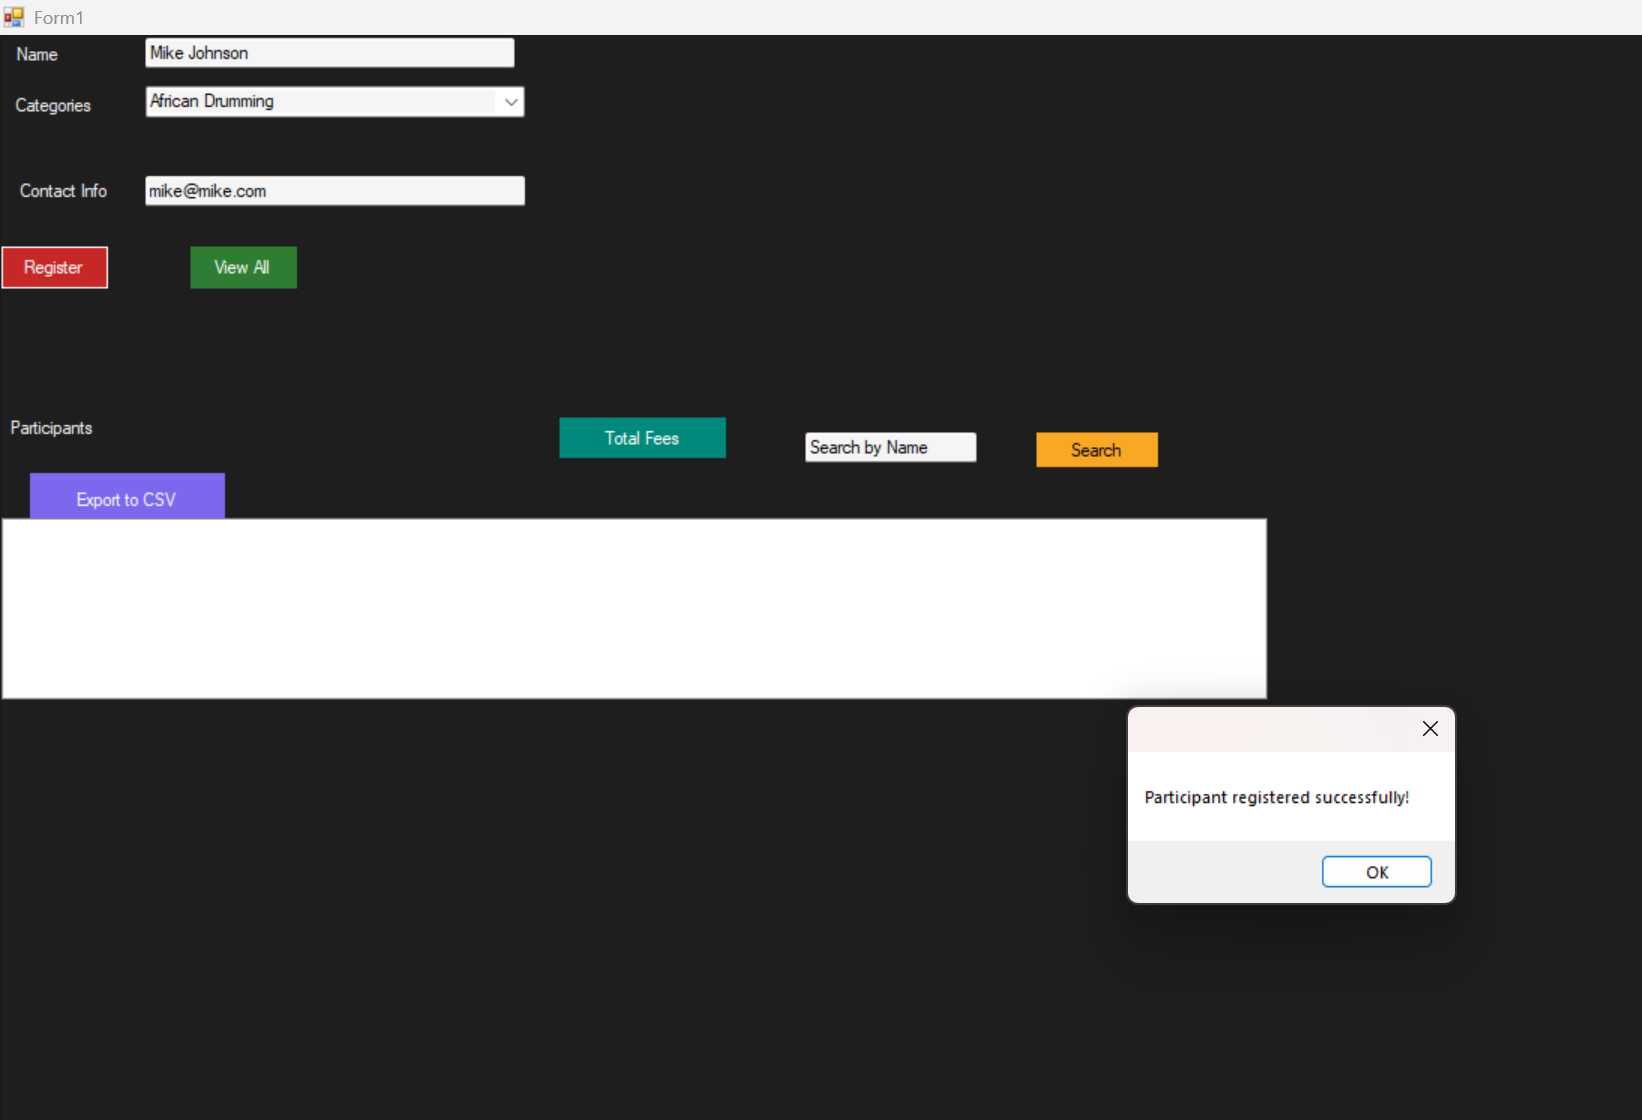 Form1
Name
Mike Johnson
Categories
African Drumming
Contact Info
mike@mike.com
Register
View All
Participants
Total Fees
Search by Name
Search
Export to CSV
Participant registered successfully!
OK